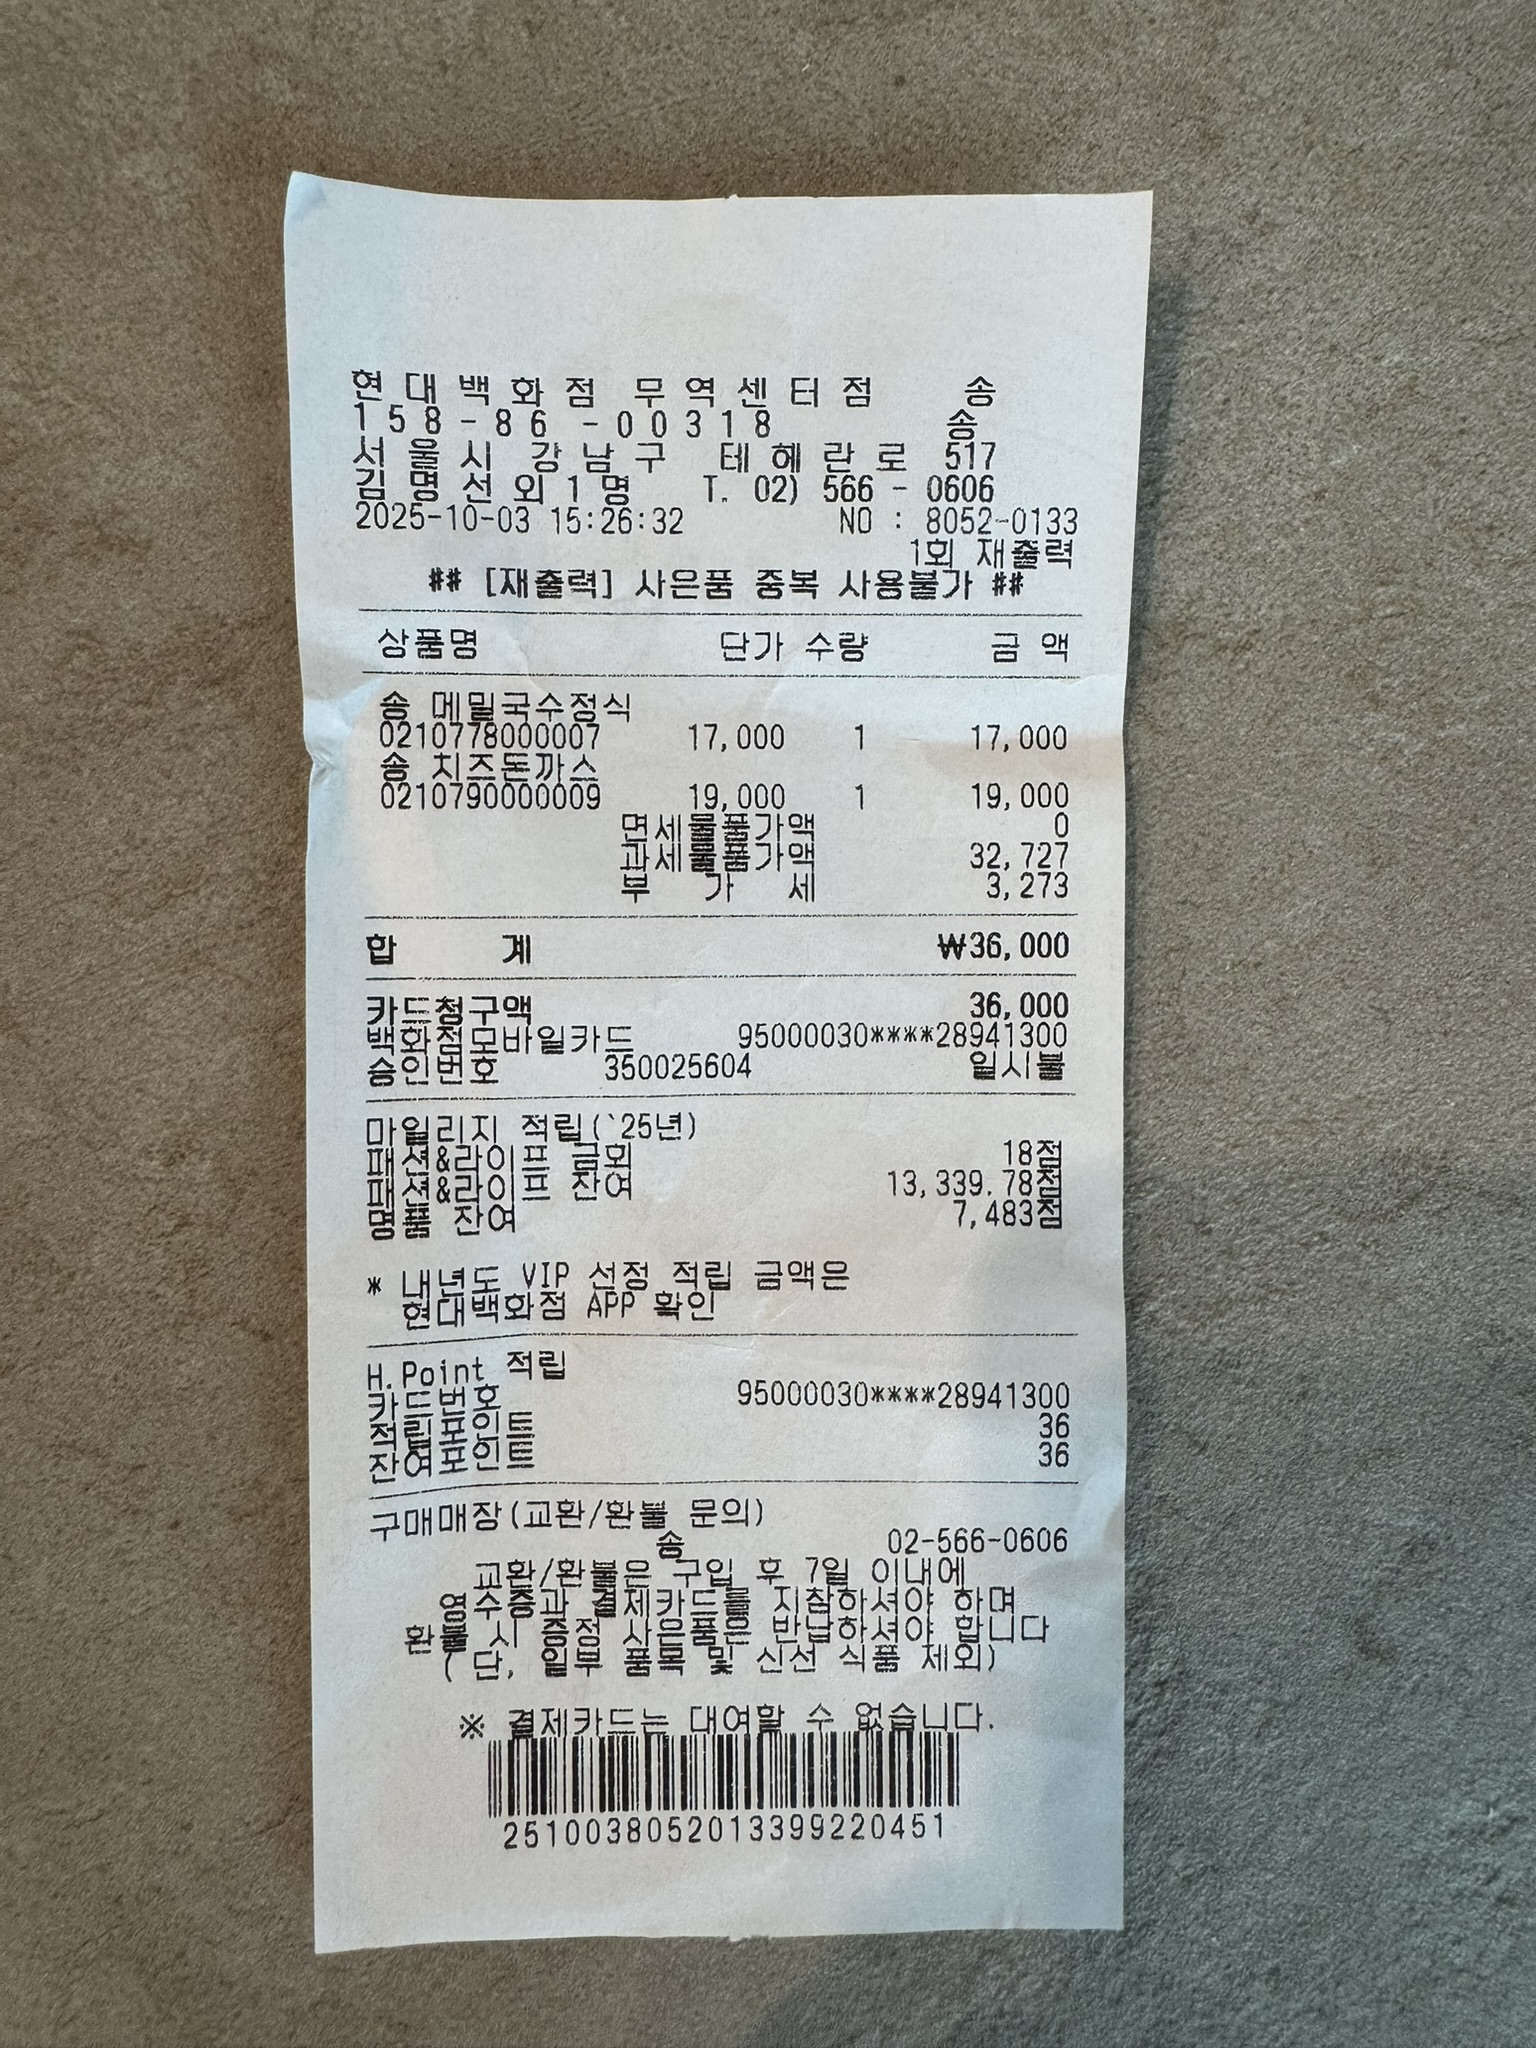 현대백화점 무역센터점 송
158-86-00318 송
서울시 강남구 테헤란로 517
김명선외1명 T. 02) 566 - 0606
2025-10-03 15:26:32 NO : 8052-0133
1회 재출력
## [재출력] 사은품 중복 사용불가 ##
상품명 단가 수량 금 액
송 메밀국수정식
0210778000007 17,000 1 17,000
송 치즈돈까스
0210790000009 19,000 1 19,000
면세물품가액 0
과세물품가액 32,727
부 가 세 3,273
합 계 ₩36,000
카드청구액 36,000
백화점모바일카드 95000030****28941300
승인번호 350025604 일시불
마일리지 적립(`25년)
패션&라이프 금회 18점
패션&라이프 잔여 13,339.78점
명품 잔여 7,483점
* 내년도 VIP 선정 적립 금액은
현대백화점 APP 확인
H.Point 적립
카드번호 95000030****28941300
적립포인트 36
잔여포인트 36
구매매장(교환/환불 문의)
송 02-566-0606
교환/환불은 구입 후 7일 이내에
영수증과 결제카드를 지참하셔야 하며
환불 시 증정 사은품은 반납하셔야 합니다
( 단, 일부 품목 및 신선 식품 제외)
※ 결제카드는 대여할 수 없습니다.
251003805201339922 0451